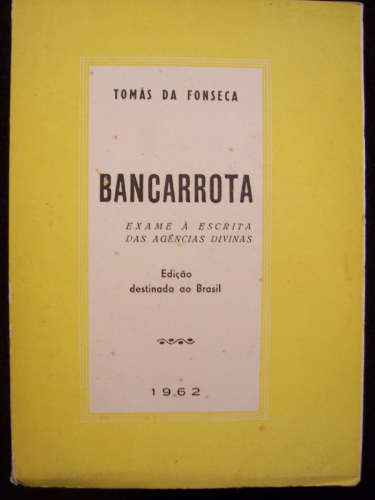 TOMÁS DA FONSECA
BANCARROTA
EXAME À ESCRITA
DAS AGÊNCIAS DIVINAS
Edição
destinada ao Brasil
1962